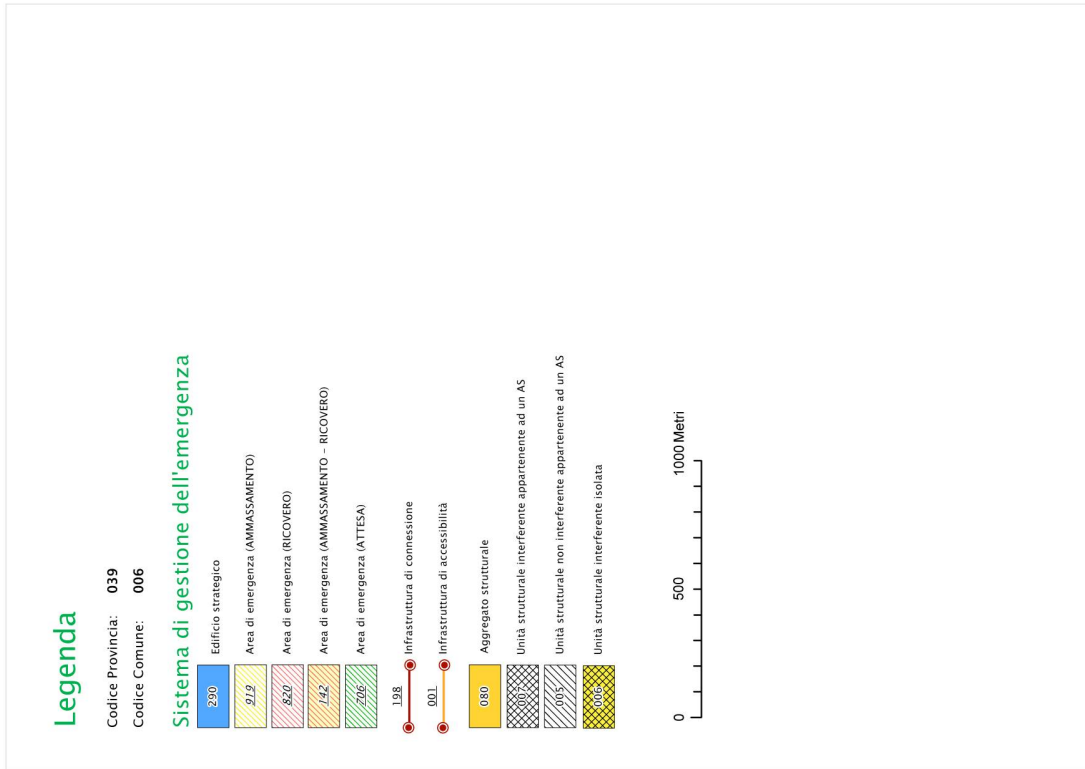 Legenda
Codice Provincia: 039
Codice Comune: 006
Sistema di gestione dell'emergenza
290 Edificio strategico
919 Area di emergenza (AMMASSAMENTO)
820 Area di emergenza (RICOVERO)
142 Area di emergenza (AMMASSAMENTO – RICOVERO)
706 Area di emergenza (ATTESA)
198 Infrastruttura di connessione
001 Infrastruttura di accessibilità
080 Aggregato strutturale
007 Unità strutturale interferente appartenente ad un AS
005 Unità strutturale non interferente appartenente ad un AS
006 Unità strutturale interferente isolata
0 500 1000 Metri